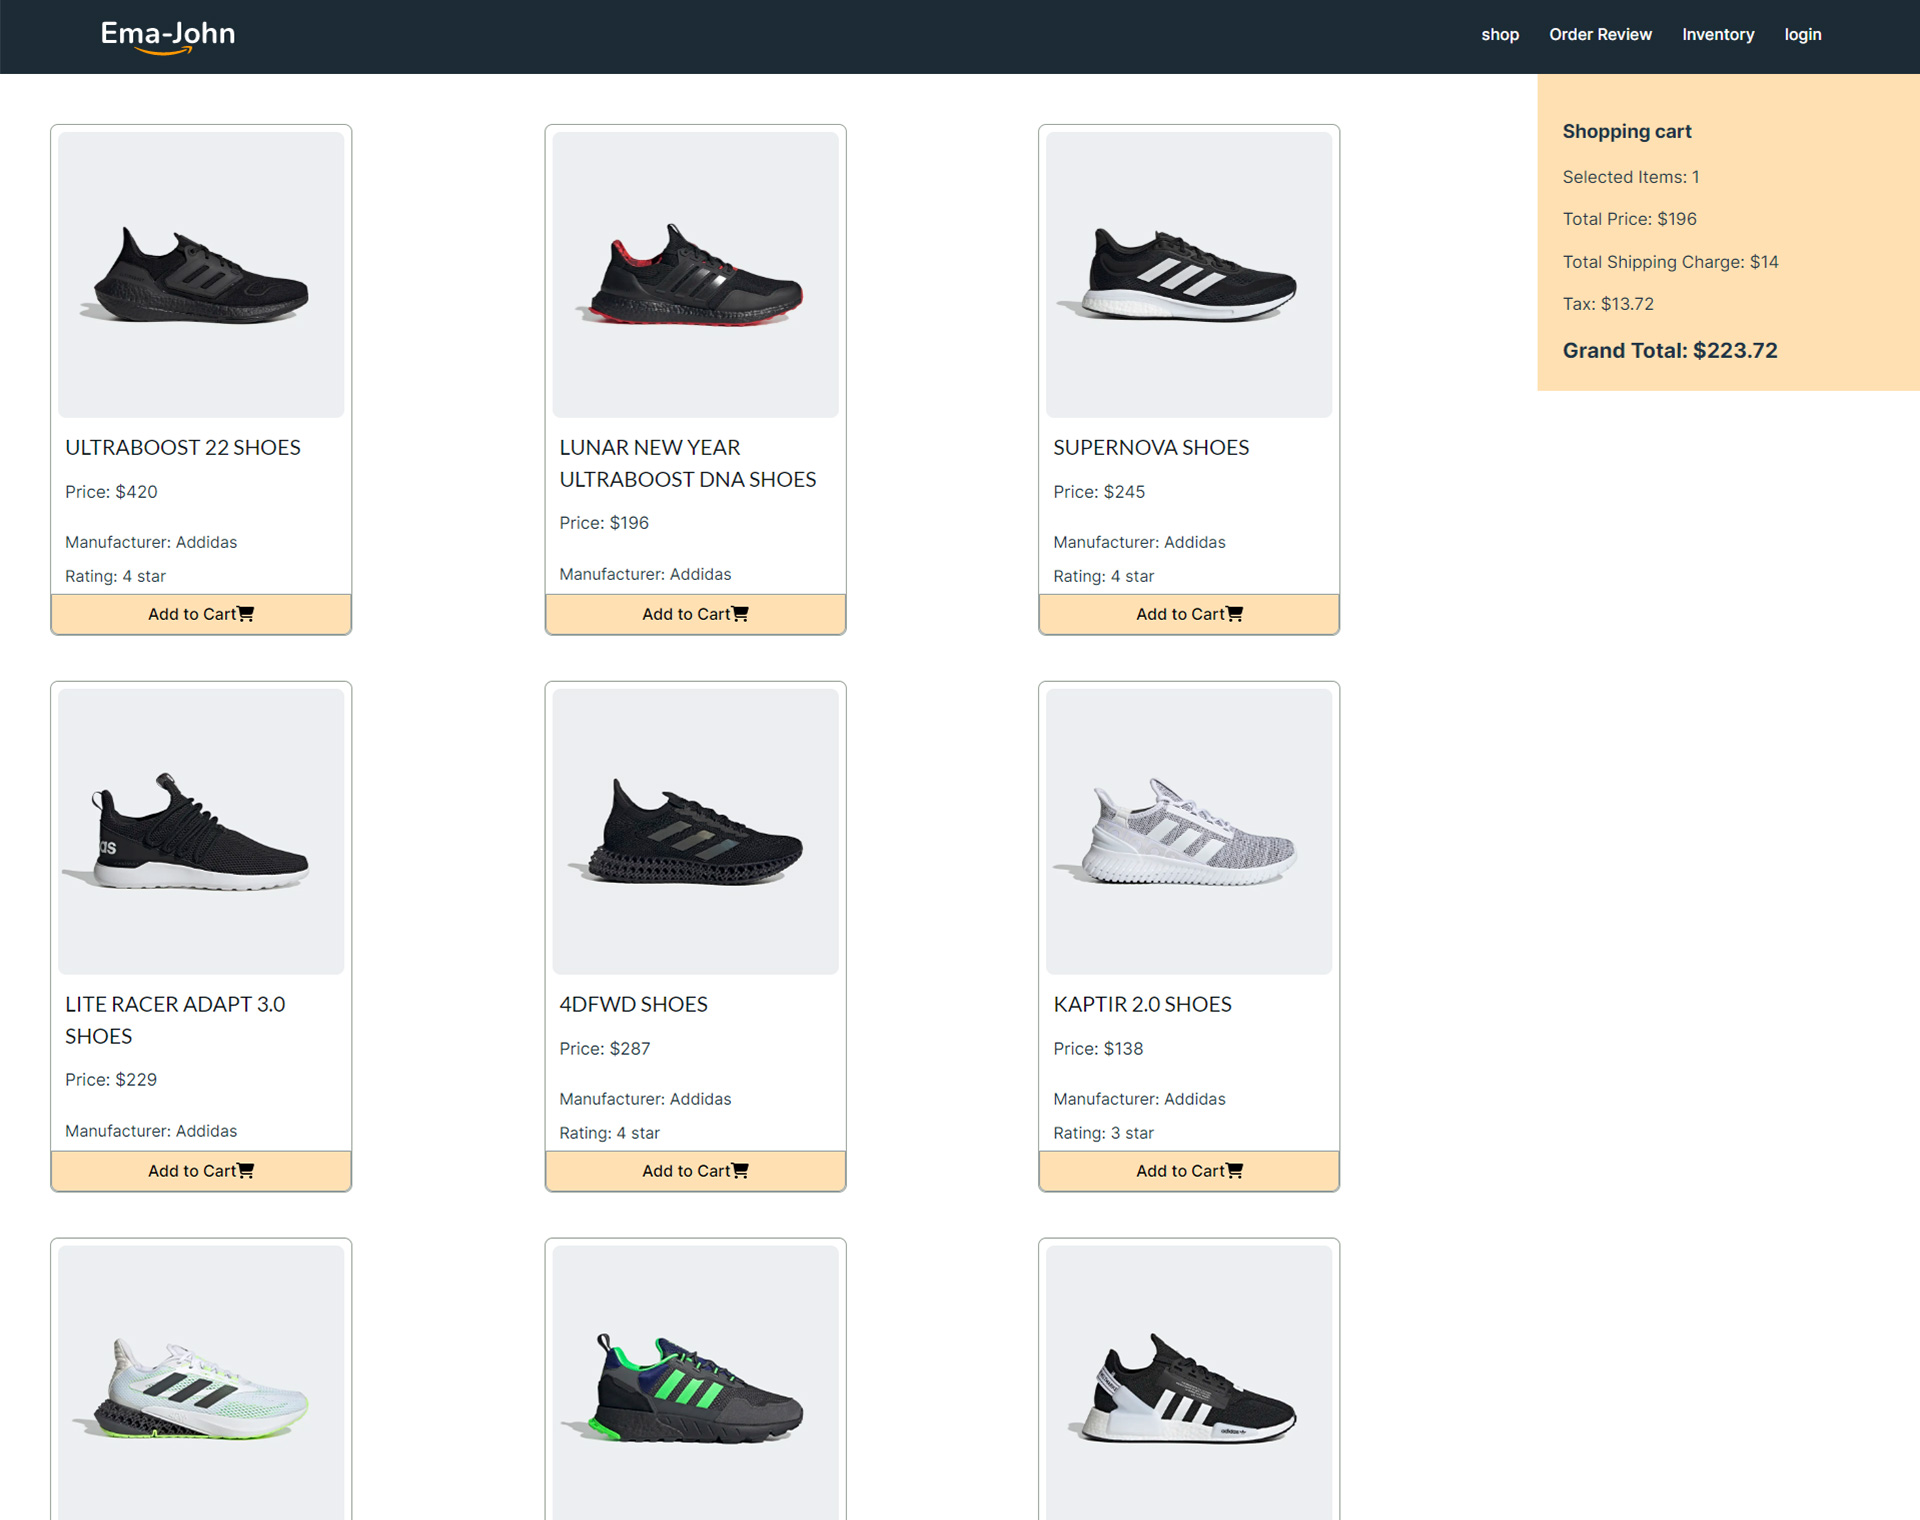 Ema-John
shop Order Review Inventory login
Shopping cart
Selected Items: 1
Total Price: $196
Total Shipping Charge: $14
Tax: $13.72
Grand Total: $223.72
ULTRABOOST 22 SHOES
Price: $420
Manufacturer: Addidas
Rating: 4 star
Add to Cart
LUNAR NEW YEAR
ULTRABOOST DNA SHOES
Price: $196
Manufacturer: Addidas
Add to Cart
SUPERNOVA SHOES
Price: $245
Manufacturer: Addidas
Rating: 4 star
Add to Cart
as
LITE RACER ADAPT 3.0
SHOES
Price: $229
Manufacturer: Addidas
Add to Cart
4DFWD SHOES
Price: $287
Manufacturer: Addidas
Rating: 4 star
Add to Cart
KAPTIR 2.0 SHOES
Price: $138
Manufacturer: Addidas
Rating: 3 star
Add to Cart
adidas